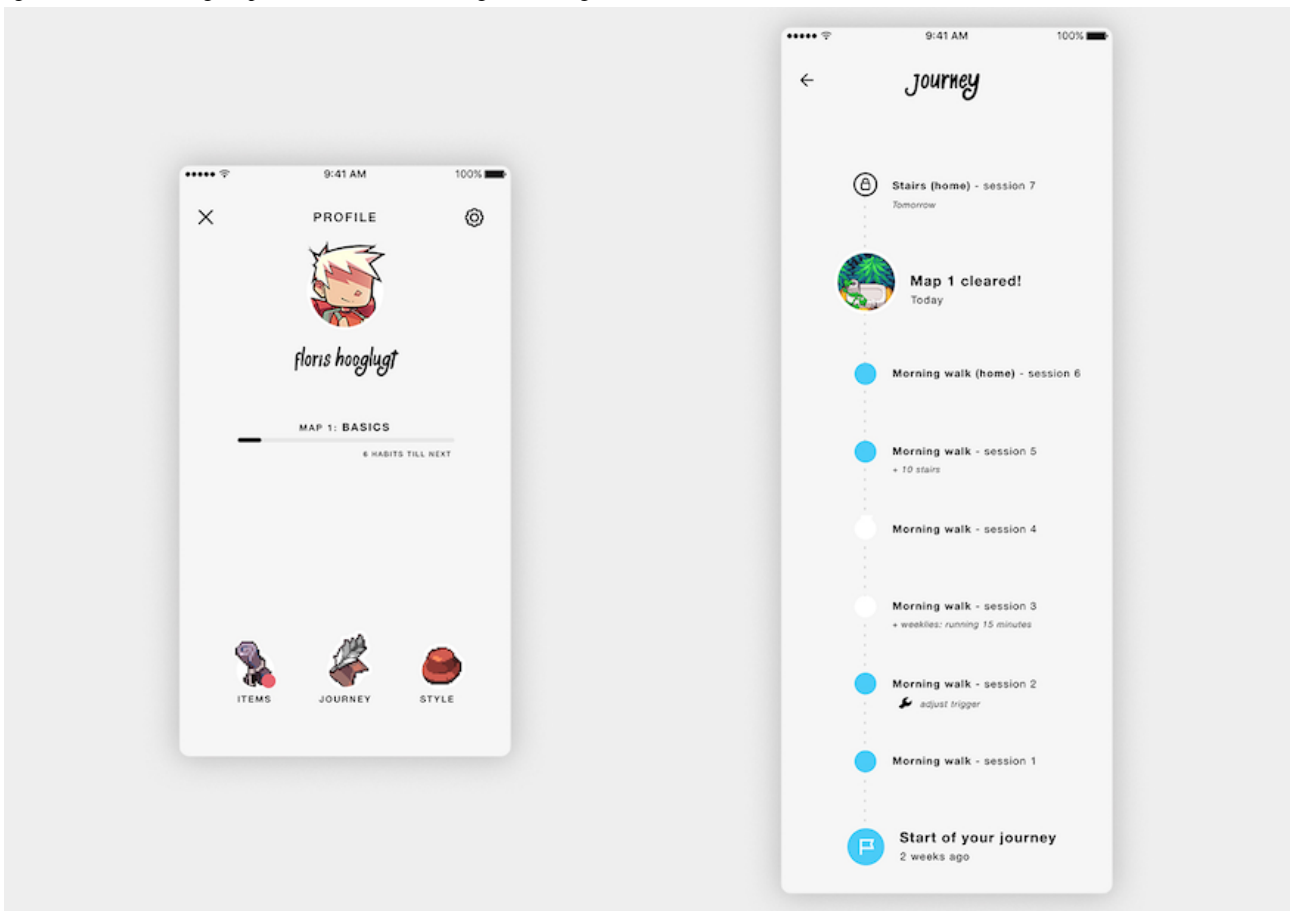 9:41 AM 100%
PROFILE
floris hooglugt
MAP 1: BASICS
6 HABITS TILL NEXT
ITEMS JOURNEY STYLE
9:41 AM 100%
journey
Stairs (home) - session 7
Tomorrow
Map 1 cleared!
Today
Morning walk (home) - session 6
Morning walk - session 5
+ 10 stairs
Morning walk - session 4
Morning walk - session 3
+ weeklies: running 15 minutes
Morning walk - session 2
adjust trigger
Morning walk - session 1
Start of your journey
2 weeks ago